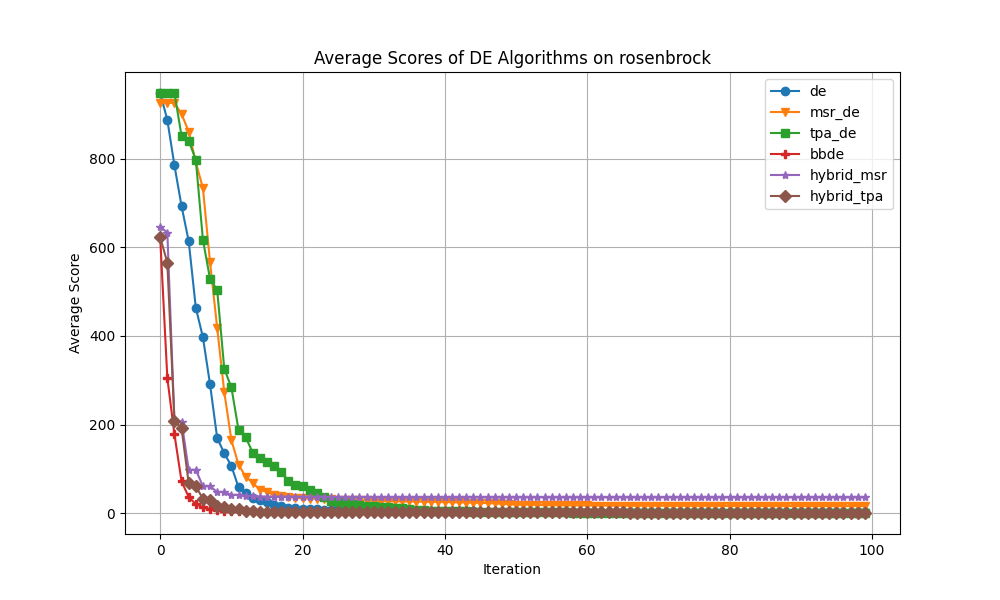 Average Scores of DE Algorithms on rosenbrock
de
msr_de
tpa_de
bbde
hybrid_msr
hybrid_tpa
Average Score
800
600
400
200
0
0 20 40 60 80 100
Iteration